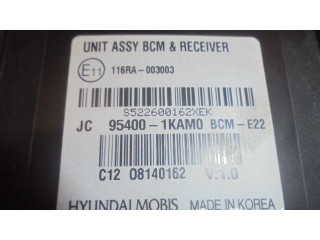 UNIT ASSY BCM & RECEIVER
E11 116RA-003003
S522600162XEK
JC 95400-1KAM0 BCM-E22
C12 08140162 V:1.0
HYUNDAI MOBIS MADE IN KOREA